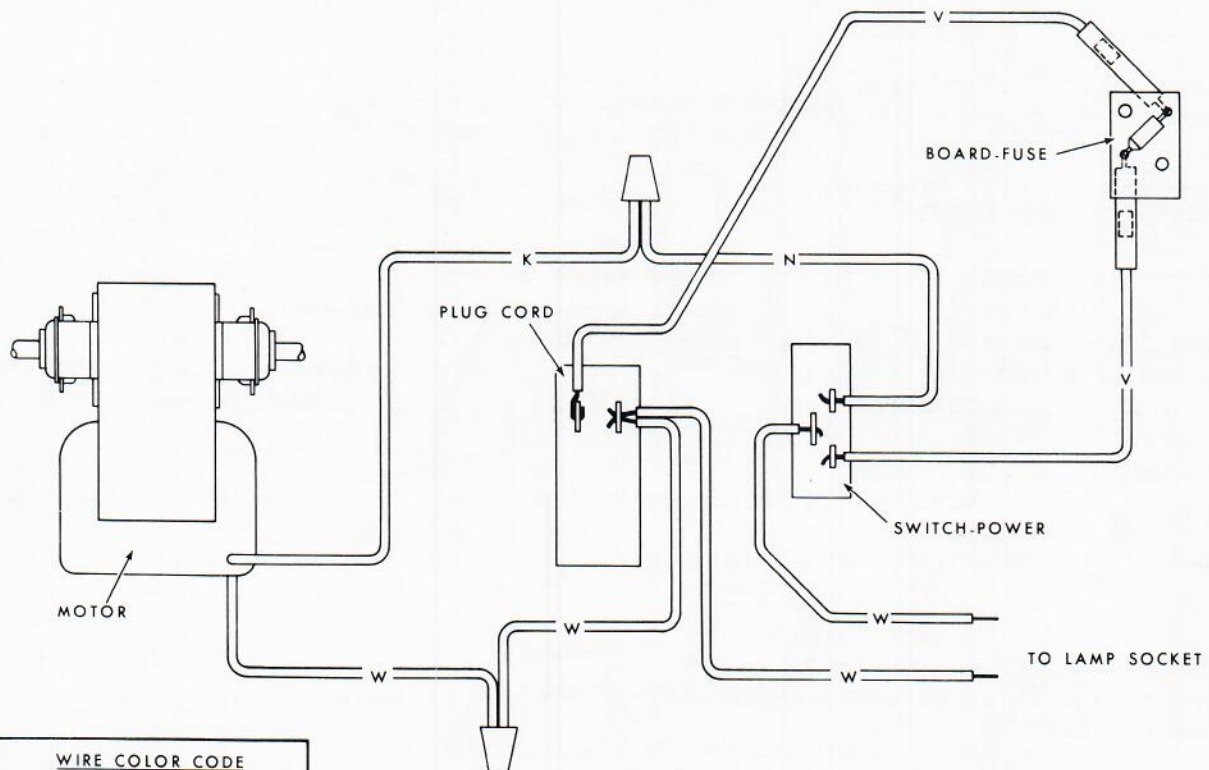 V
BOARD-FUSE
K
N
PLUG CORD
V
SWITCH-POWER
MOTOR
W
W
TO LAMP SOCKET
W
W
WIRE COLOR CODE